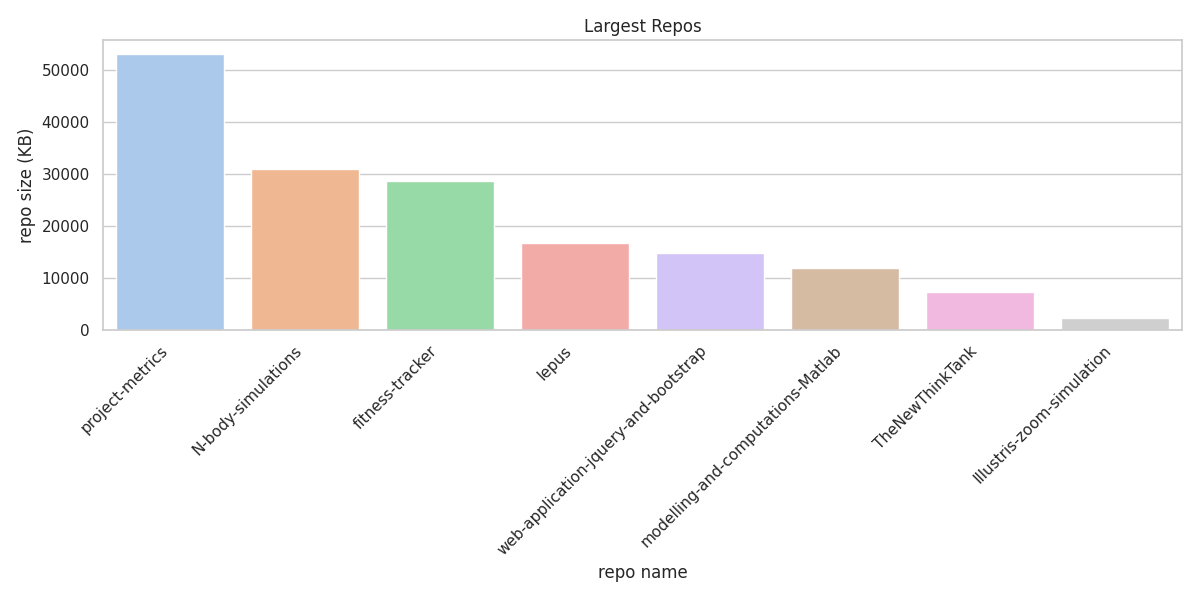 Largest Repos
repo size (KB)
50000
40000
30000
20000
10000
0
project-metrics
N-body-simulations
fitness-tracker
lepus
web-application-jquery-and-bootstrap
modelling-and-computations-Matlab
TheNewThinkTank
Illustris-zoom-simulation
repo name